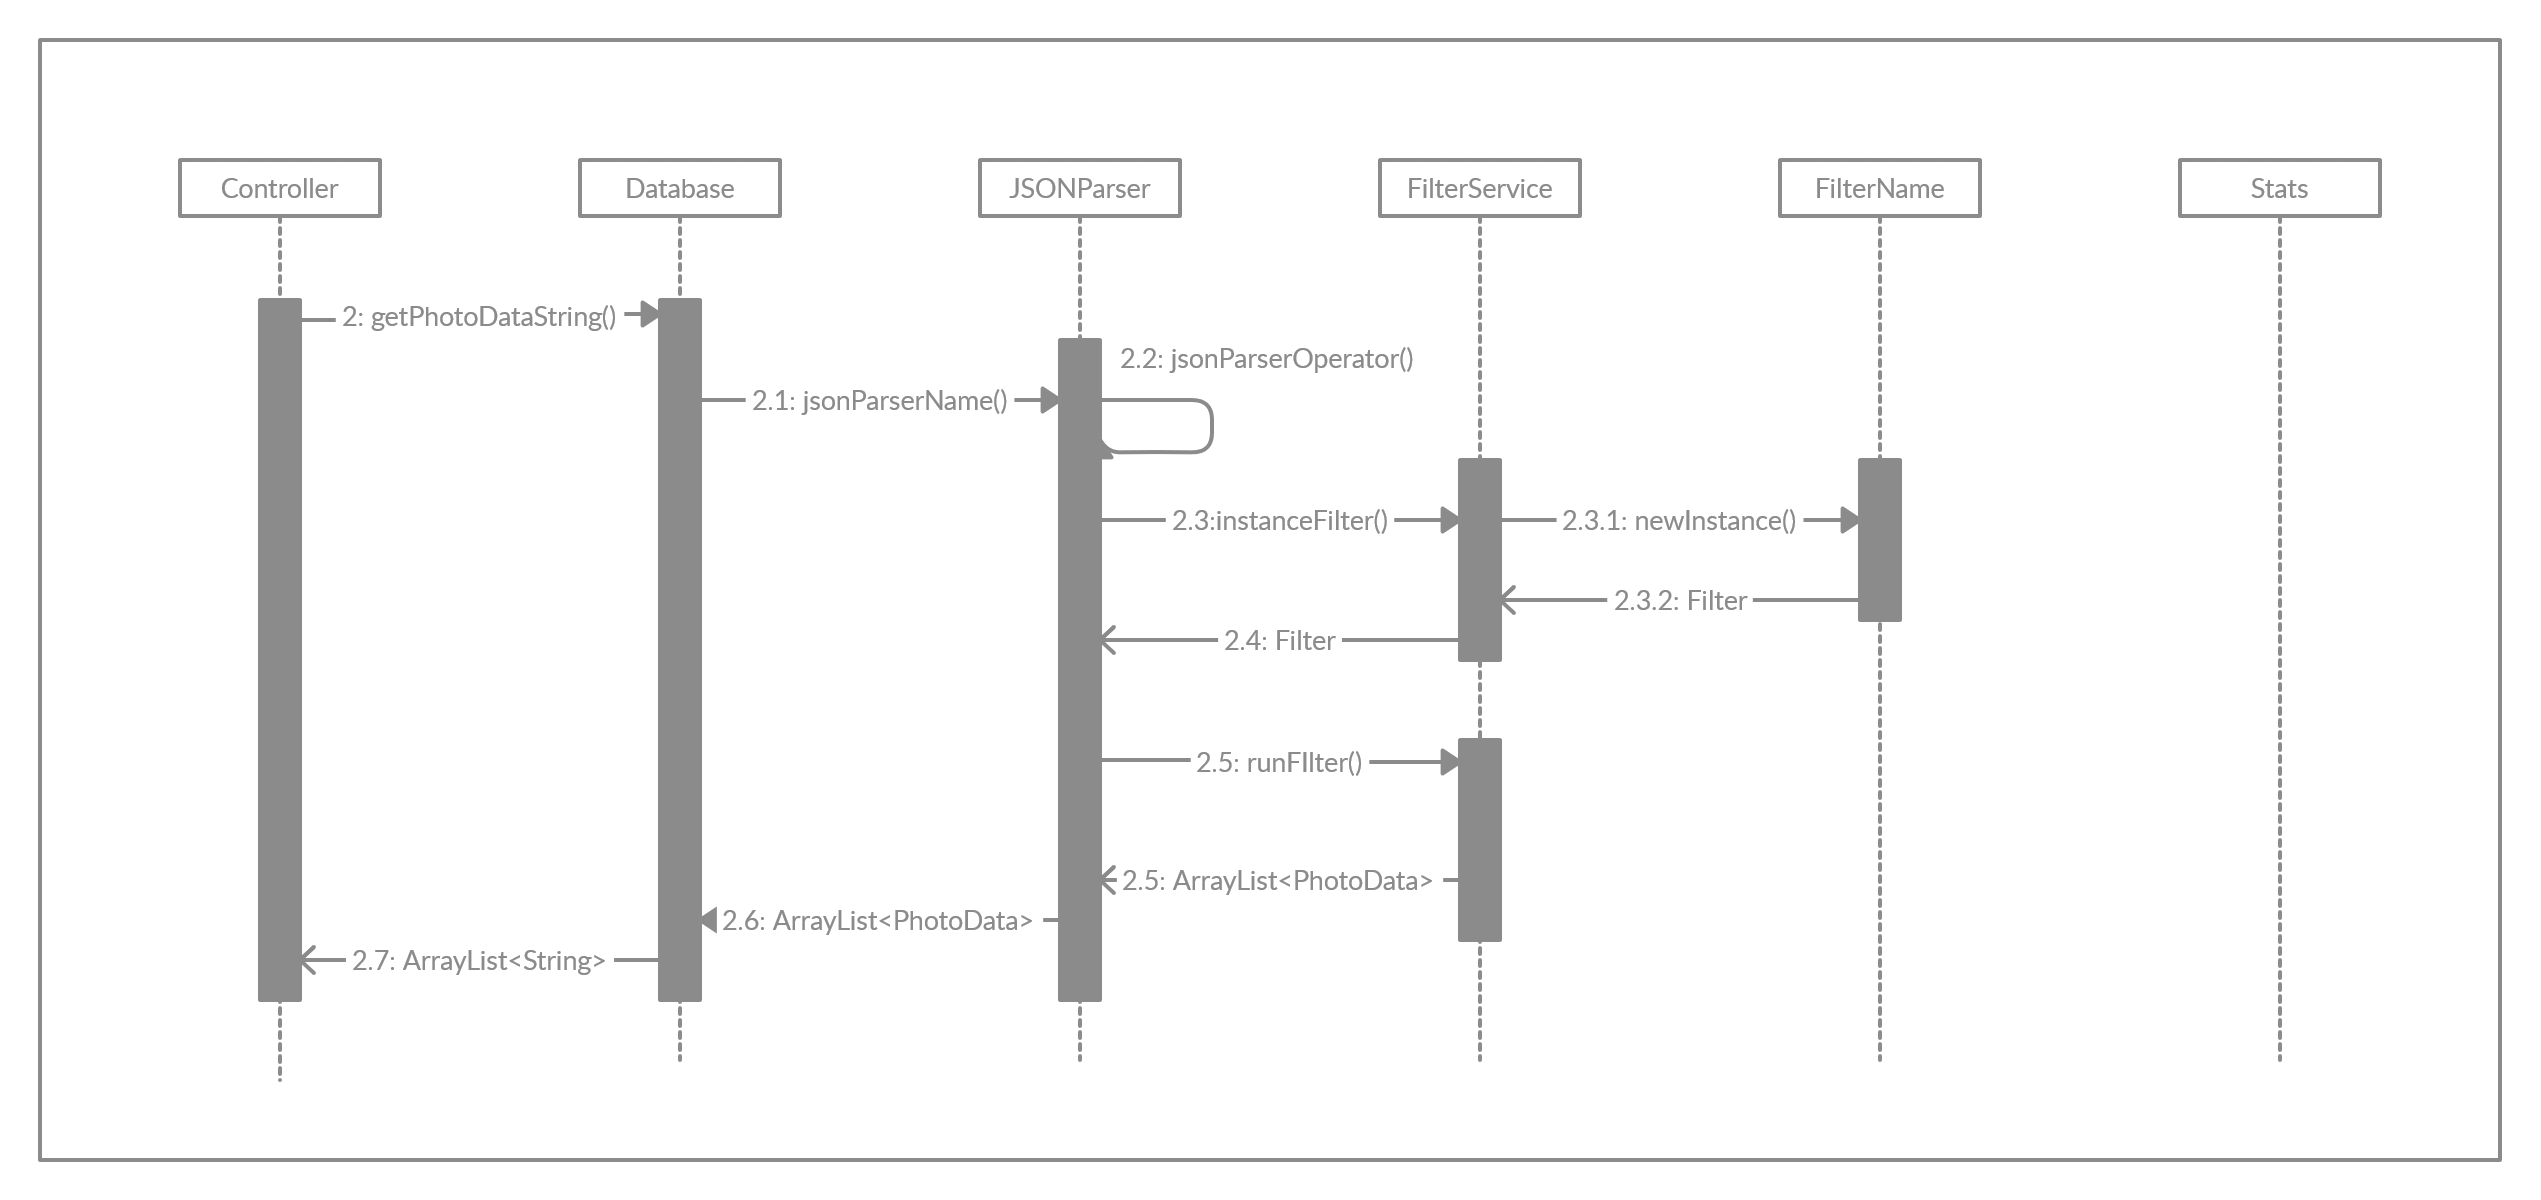 Controller
Database
JSONParser
FilterService
FilterName
Stats
2: getPhotoDataString()
2.2: jsonParserOperator()
2.1: jsonParserName()
2.3:instanceFilter()
2.3.1: newInstance()
2.3.2: Filter
2.4: Filter
2.5: runFIlter()
2.5: ArrayList<PhotoData>
2.6: ArrayList<PhotoData>
2.7: ArrayList<String>